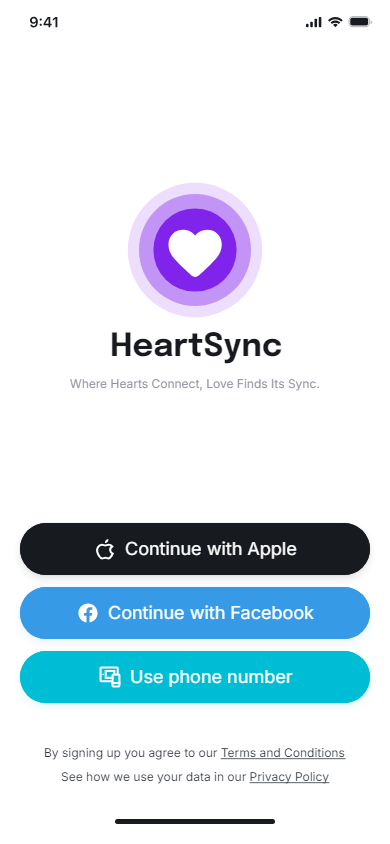 9:41
HeartSync
Where Hearts Connect, Love Finds Its Sync.
Continue with Apple
Continue with Facebook
Use phone number
By signing up you agree to our Terms and Conditions
See how we use your data in our Privacy Policy